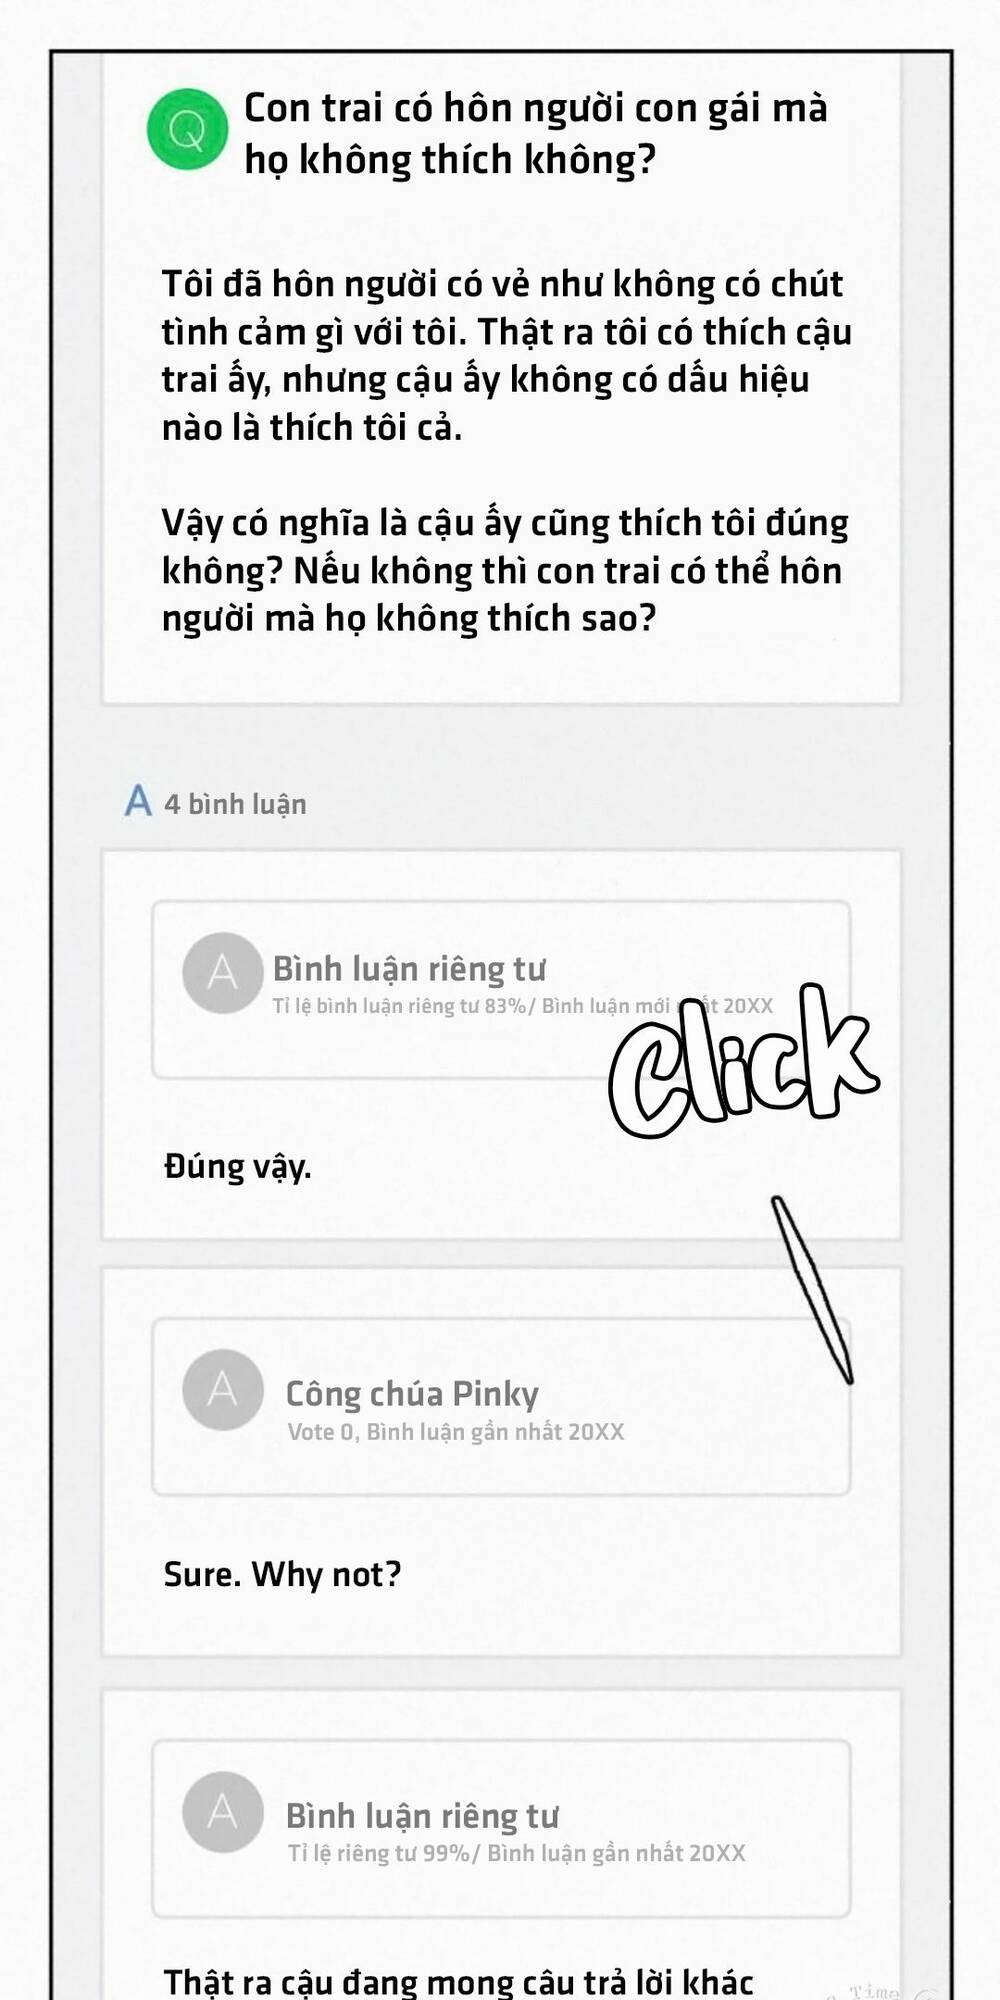 Q
Con trai có hôn người con gái mà
họ không thích không?
Tôi đã hôn người có vẻ như không có chút
tình cảm gì với tôi. Thật ra tôi có thích cậu
trai ấy, nhưng cậu ấy không có dấu hiệu
nào là thích tôi cả.
Vậy có nghĩa là cậu ấy cũng thích tôi đúng
không? Nếu không thì con trai có thể hôn
người mà họ không thích sao?
A 4 bình luận
A
Bình luận riêng tư
Tỉ lệ bình luận riêng tư 83%/ Bình luận mới 20XX
Click
Đúng vậy.
A
Công chúa Pinky
Vote 0, Bình luận gần nhất 20XX
Sure. Why not?
A
Bình luận riêng tư
Tỉ lệ riêng tư 99%/ Bình luận gần nhất 20XX
Thật ra cậu đang mong câu trả lời khác
Time